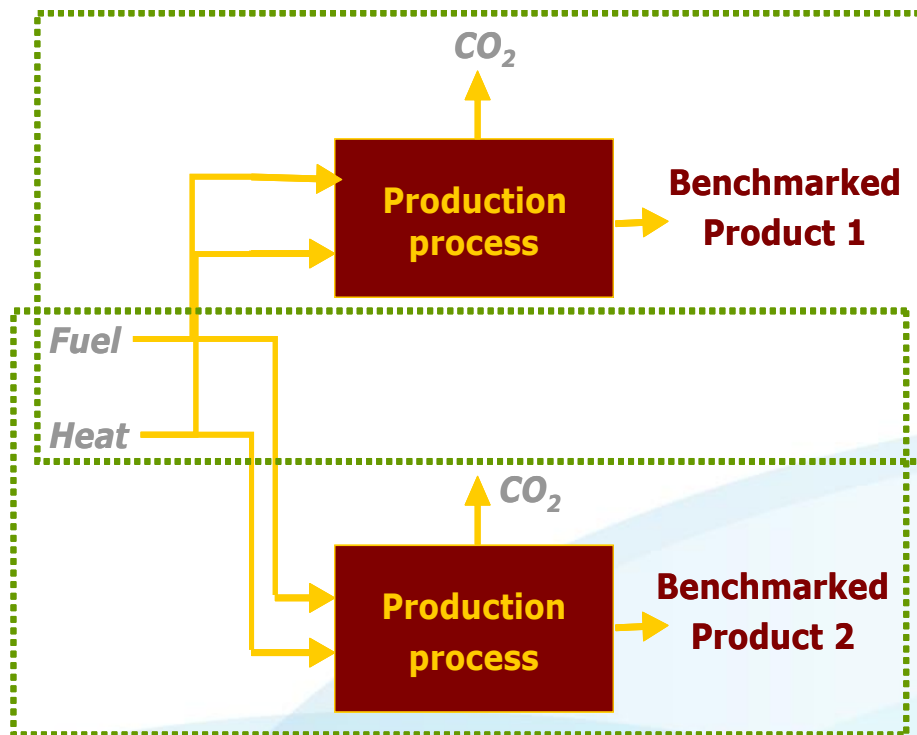 CO₂
Production
process
Benchmarked
Product 1
Fuel
Heat
CO₂
Production
process
Benchmarked
Product 2